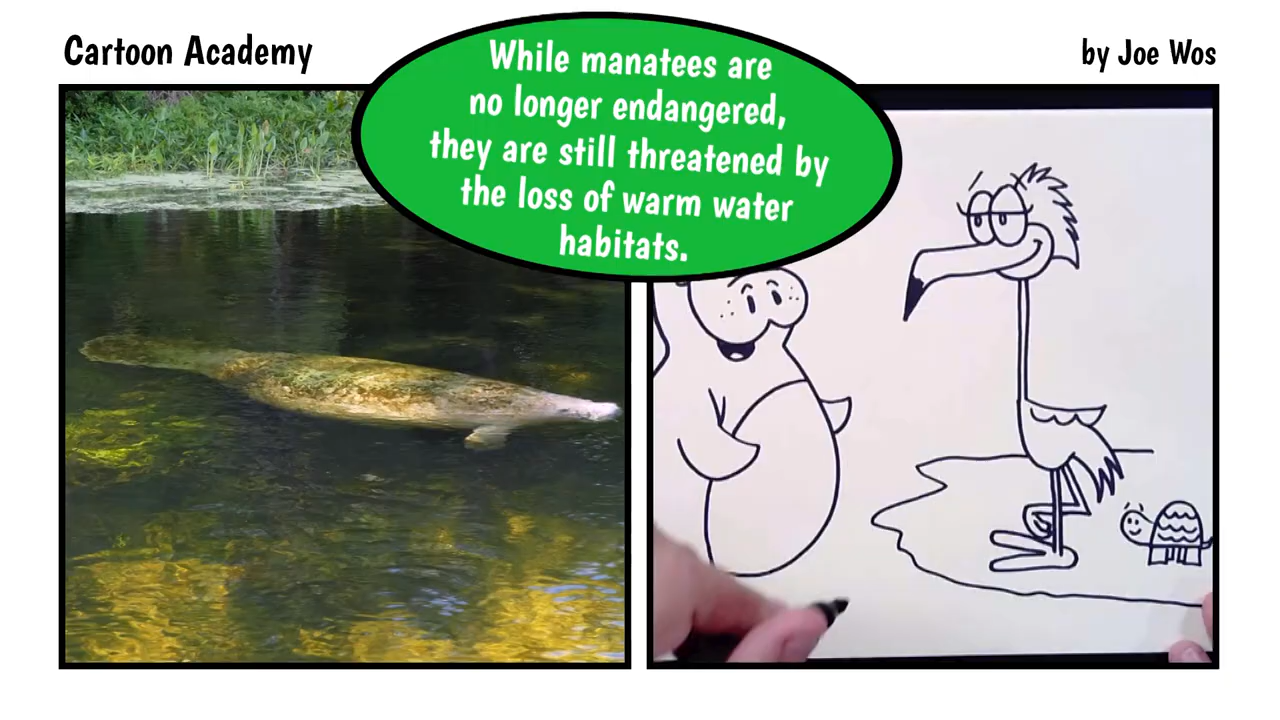 Cartoon Academy
by Joe Wos
While manatees are
no longer endangered,
they are still threatened by
the loss of warm water
habitats.